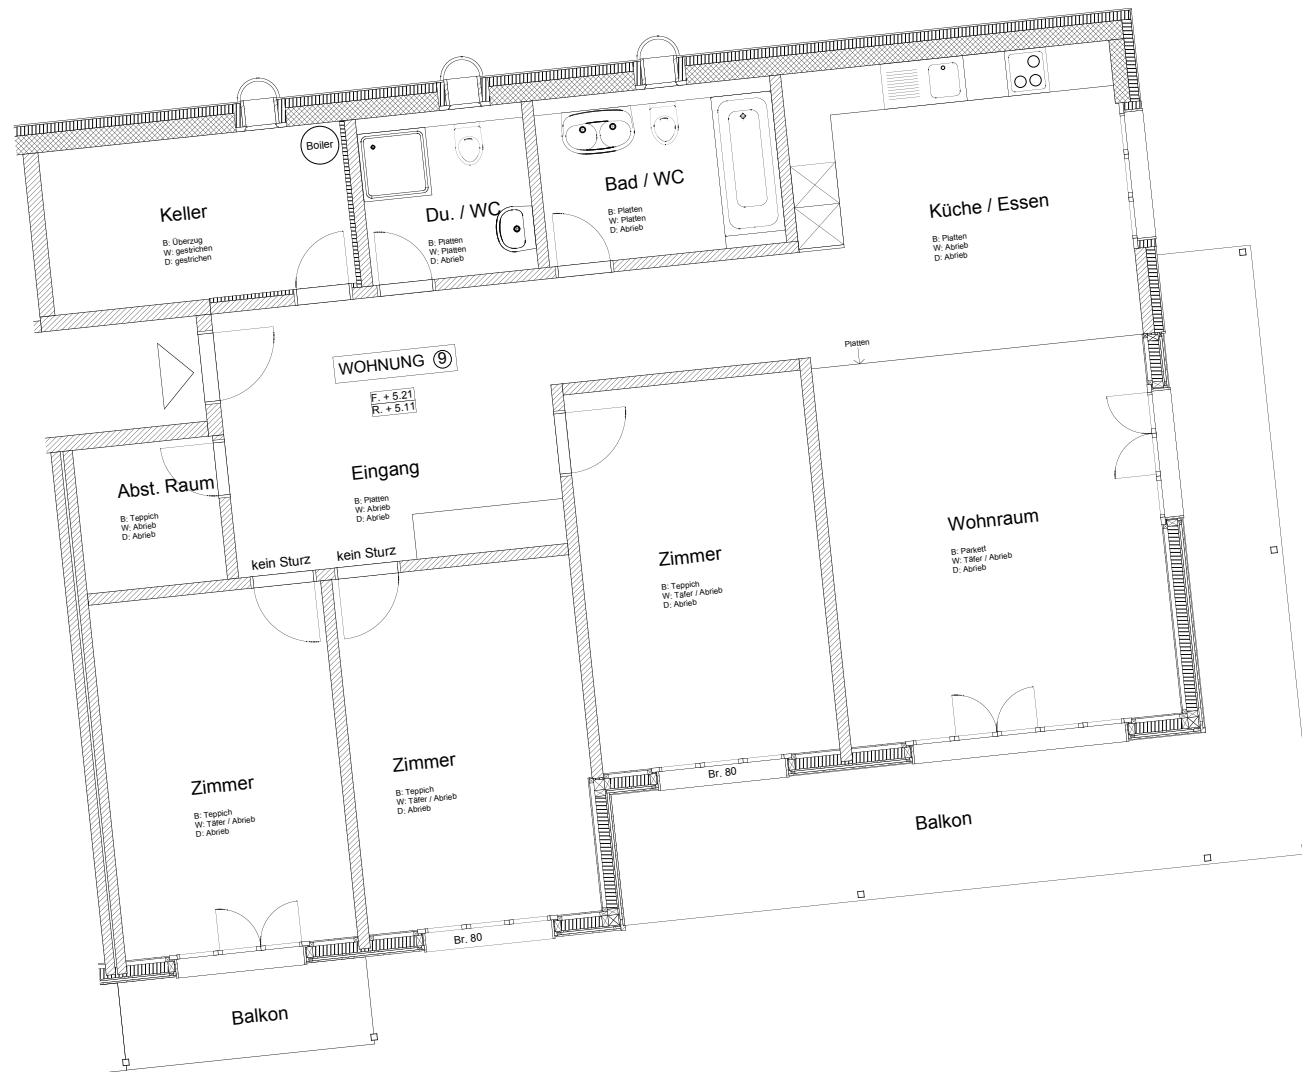 Boiler
Keller
B: Überzug
W: gestrichen
D: gestrichen
Du. / WC
B: Platten
W: Platten
D: Abrieb
Bad / WC
B: Platten
W: Platten
D: Abrieb
Küche / Essen
B: Platten
W: Abrieb
D: Abrieb
Platten
WOHNUNG 9
F. + 5.21
R. + 5.11
Eingang
B: Platten
W: Abrieb
D: Abrieb
Abst. Raum
B: Teppich
W: Abrieb
D: Abrieb
kein Sturz
kein Sturz
Zimmer
B: Teppich
W: Täfer / Abrieb
D: Abrieb
Wohnraum
B: Parkett
W: Täfer / Abrieb
D: Abrieb
Zimmer
B: Teppich
W: Täfer / Abrieb
D: Abrieb
Zimmer
B: Teppich
W: Täfer / Abrieb
D: Abrieb
Br. 80
Balkon
Br. 80
Balkon